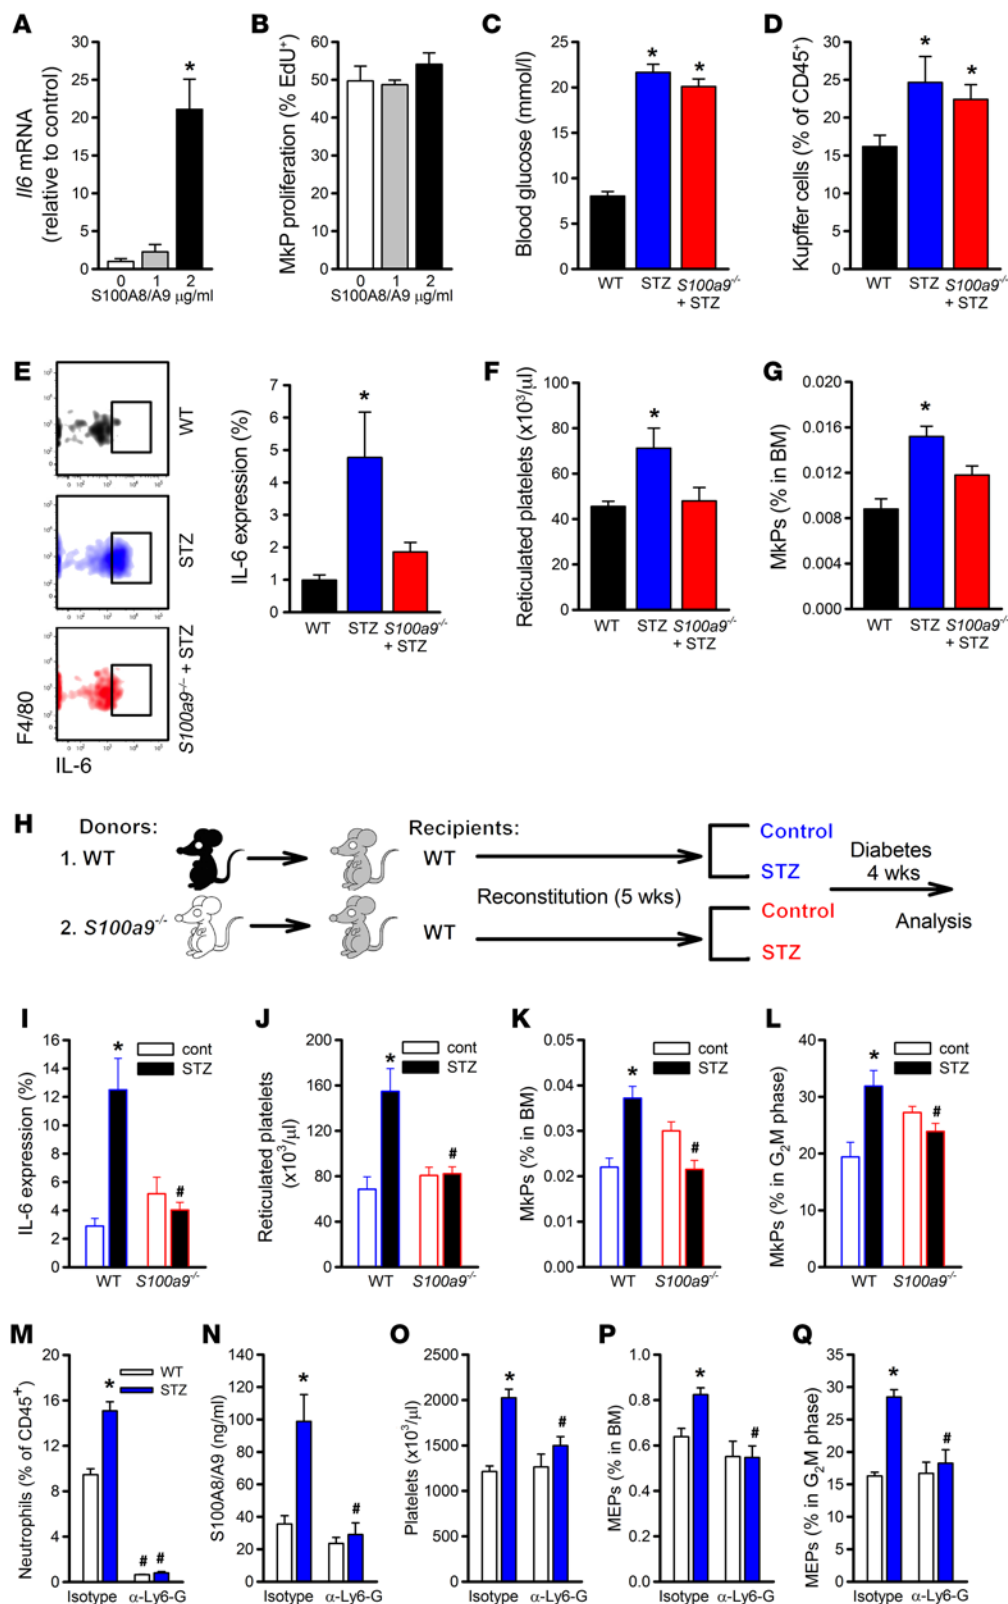 A
Il6 mRNA
(relative to control)
30
25
20
15
10
5
0
*
0 1 2
S100A8/A9 μg/ml
B
MkP proliferation (% EdU⁺)
60
50
40
30
20
10
0
0 1 2
S100A8/A9 μg/ml
C
Blood glucose (mmol/l)
25
20
15
10
5
0
* *
WT STZ S100a9⁻/⁻
+ STZ
D
Kupffer cells (% of CD45⁺)
30
25
20
15
10
5
0
* *
WT STZ S100a9⁻/⁻
+ STZ
E
WT
STZ
S100a9⁻/⁻ + STZ
F4/80
IL-6
IL-6 expression (%)
7
6
5
4
3
2
1
0
*
WT STZ S100a9⁻/⁻
+ STZ
F
Reticulated platelets (x10³/μl)
100
80
60
40
20
0
*
WT STZ S100a9⁻/⁻
+ STZ
G
MkPs (% in BM)
0.020
0.016
0.012
0.008
0.004
0.000
*
WT STZ S100a9⁻/⁻
+ STZ
H
Donors:
Recipients:
1. WT
WT
2. S100a9⁻/⁻
WT
Reconstitution (5 wks)
Control
STZ
Control
STZ
Diabetes
4 wks
Analysis
I
IL-6 expression (%)
16
14
12
10
8
6
4
2
0
cont
STZ
* #
WT S100a9⁻/⁻
J
Reticulated platelets
(x10³/μl)
200
160
120
80
40
0
cont
STZ
* #
WT S100a9⁻/⁻
K
MkPs (% in BM)
0.05
0.04
0.03
0.02
0.01
0.00
cont
STZ
* #
WT S100a9⁻/⁻
L
MkPs (% in G₂M phase)
40
30
20
10
0
cont
STZ
* #
WT S100a9⁻/⁻
M
Neutrophils (% of CD45⁺)
20
16
12
8
4
0
WT
STZ
* # #
Isotype α-Ly6-G
N
S100A8/A9 (ng/ml)
140
120
100
80
60
40
20
0
* #
Isotype α-Ly6-G
O
Platelets (x10³/μl)
2500
2000
1500
1000
500
0
* #
Isotype α-Ly6-G
P
MEPs (% in BM)
1.0
0.8
0.6
0.4
0.2
0.0
* #
Isotype α-Ly6-G
Q
MEPs (% in G₂M phase)
35
30
25
20
15
10
5
0
* #
Isotype α-Ly6-G